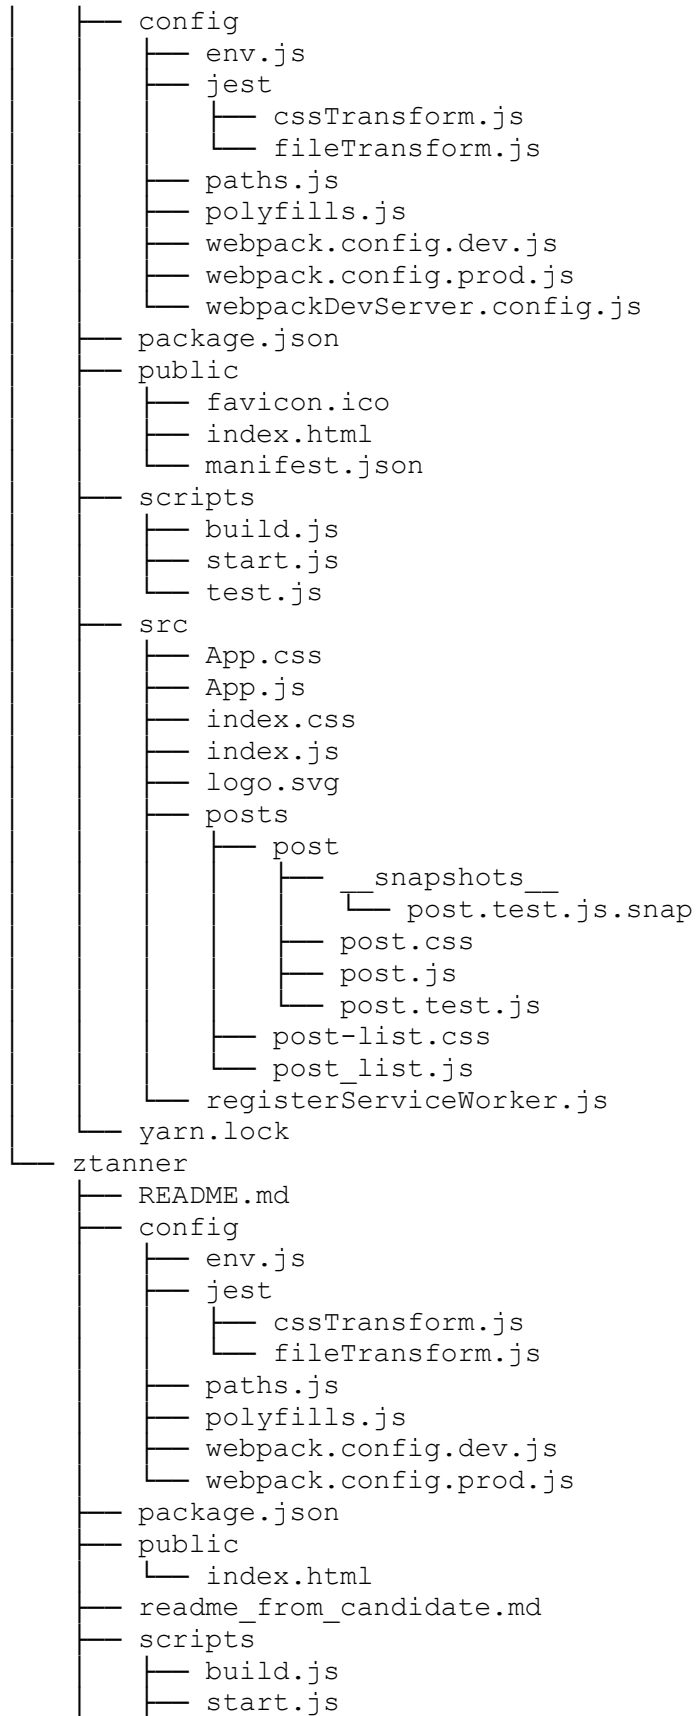 │   ├── config
│   │   ├── env.js
│   │   ├── jest
│   │   │   ├── cssTransform.js
│   │   │   └── fileTransform.js
│   │   ├── paths.js
│   │   ├── polyfills.js
│   │   ├── webpack.config.dev.js
│   │   ├── webpack.config.prod.js
│   │   └── webpackDevServer.config.js
│   ├── package.json
│   ├── public
│   │   ├── favicon.ico
│   │   ├── index.html
│   │   └── manifest.json
│   ├── scripts
│   │   ├── build.js
│   │   ├── start.js
│   │   └── test.js
│   ├── src
│   │   ├── App.css
│   │   ├── App.js
│   │   ├── index.css
│   │   ├── index.js
│   │   ├── logo.svg
│   │   ├── posts
│   │   │   ├── post
│   │   │   │   ├── __snapshots__
│   │   │   │   │   └── post.test.js.snap
│   │   │   │   ├── post.css
│   │   │   │   ├── post.js
│   │   │   │   └── post.test.js
│   │   │   ├── post-list.css
│   │   │   └── post_list.js
│   │   └── registerServiceWorker.js
│   └── yarn.lock
└── ztanner
    ├── README.md
    ├── config
    │   ├── env.js
    │   ├── jest
    │   │   ├── cssTransform.js
    │   │   └── fileTransform.js
    │   ├── paths.js
    │   ├── polyfills.js
    │   ├── webpack.config.dev.js
    │   └── webpack.config.prod.js
    ├── package.json
    ├── public
    │   └── index.html
    ├── readme_from_candidate.md
    ├── scripts
    │   ├── build.js
    │   ├── start.js